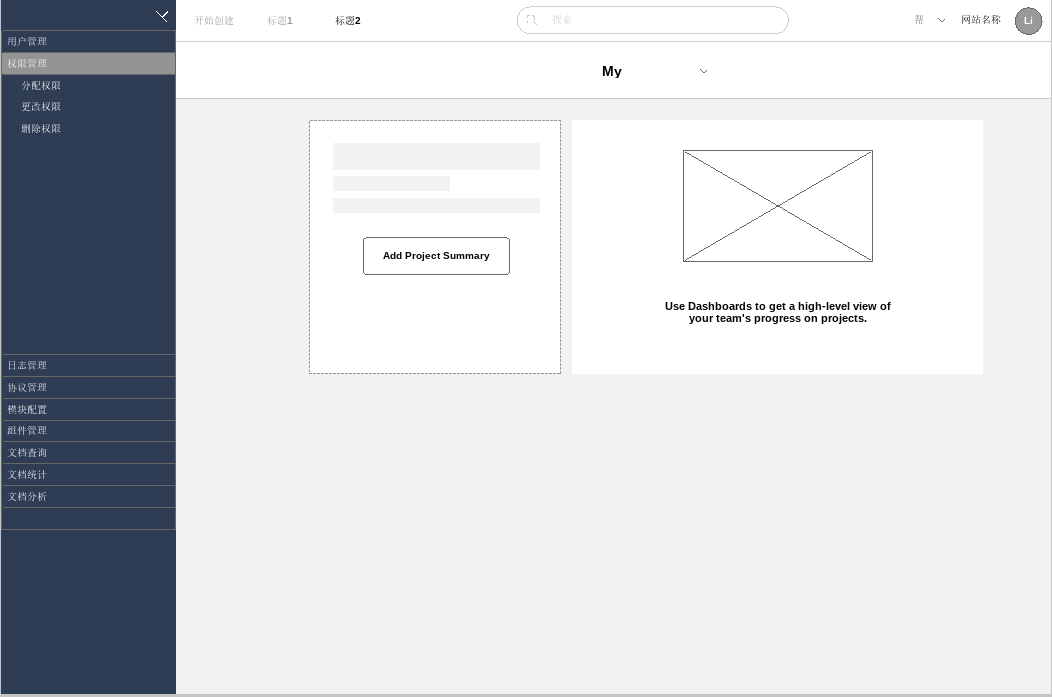 开始创建 标题1 标题2 搜索 帮 网站名称 Li
用户管理
权限管理
分配权限
更改权限
删除权限
日志管理
协议管理
模块配置
组件管理
文档查询
文档统计
文档分析
My
Add Project Summary
Use Dashboards to get a high-level view of
your team's progress on projects.